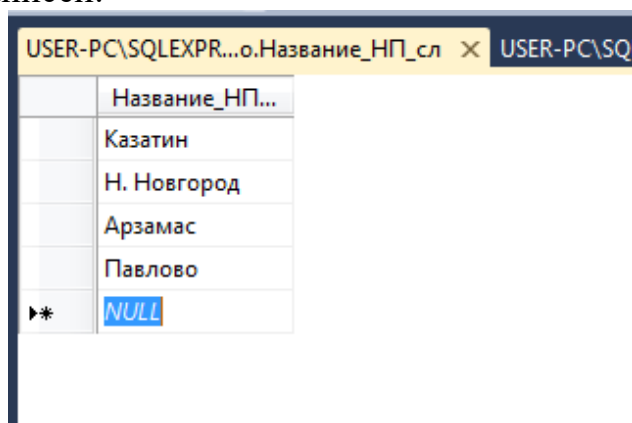 USER-PC\SQLEXPR...о.Название_НП_сл × USER-PC\SQ
Название_НП...
Казатин
Н. Новгород
Арзамас
Павлово
NULL